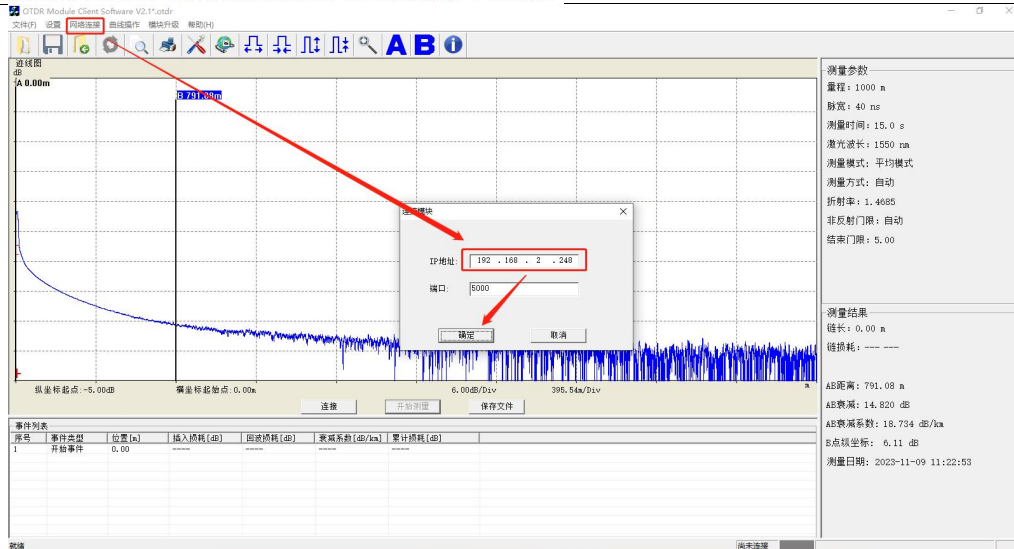 OTDR Module Client Software V2.1*.otdr
文件(F) 设置 网络连接 曲线操作 模块升级 帮助(H)
A B
迹线图
dB
A 0.00m
B 791.08m
连接模块
IP地址: 192 . 168 . 2 . 248
端口: 5000
确定 取消
纵坐标起点:-5.00dB 横坐标起始点:0.00m 6.00dB/Div 395.54m/Div m
连接 开始测量 保存文件
事件列表
序号 事件类型 位置[m] 插入损耗[dB] 回波损耗[dB] 衰减系数[dB/km] 累计损耗[dB]
1 开始事件 0.00 ---- ---- ---- ----
就绪 尚未连接
测量参数
量程: 1000 m
脉宽: 40 ns
测量时间: 15.0 s
激光波长: 1550 nm
测量模式: 平均模式
测量方式: 自动
折射率: 1.4685
非反射门限: 自动
结束门限: 5.00
测量结果
链长: 0.00 m
链损耗: --- ---
AB距离: 791.08 m
AB衰减: 14.820 dB
AB衰减系数: 18.734 dB/km
B点纵坐标: 6.11 dB
测量日期: 2023-11-09 11:22:53